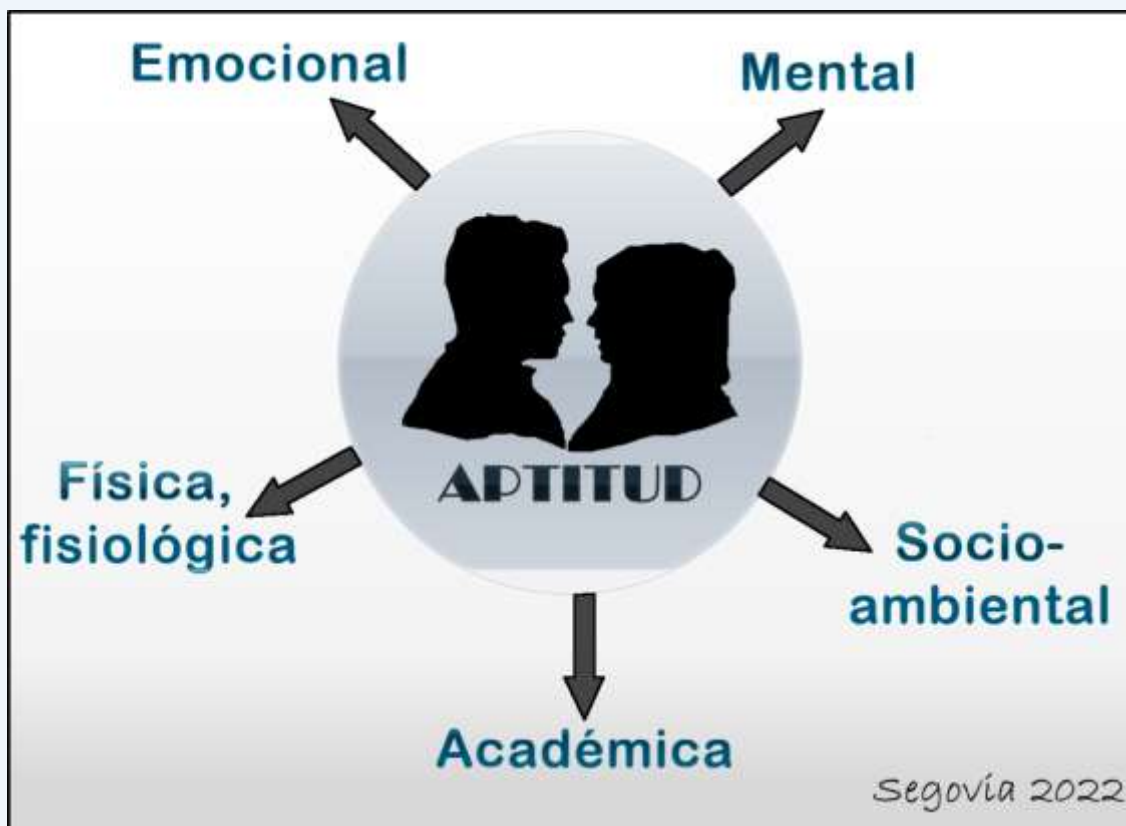 Emocional
Mental
APTITUD
Física,
fisiológica
Socio-
ambiental
Académica
Segovia 2022